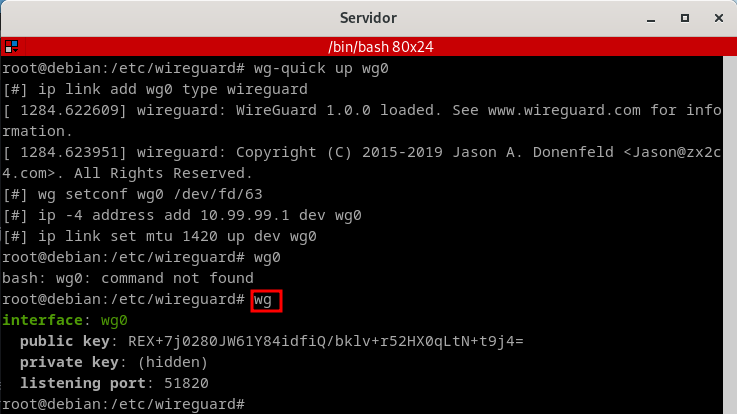 Servidor
/bin/bash 80x24
root@debian:/etc/wireguard# wg-quick up wg0
[#] ip link add wg0 type wireguard
[ 1284.622609] wireguard: WireGuard 1.0.0 loaded. See www.wireguard.com for info
rmation.
[ 1284.623951] wireguard: Copyright (C) 2015-2019 Jason A. Donenfeld <Jason@zx2c
4.com>. All Rights Reserved.
[#] wg setconf wg0 /dev/fd/63
[#] ip -4 address add 10.99.99.1 dev wg0
[#] ip link set mtu 1420 up dev wg0
root@debian:/etc/wireguard# wg0
bash: wg0: command not found
root@debian:/etc/wireguard# wg
interface: wg0
  public key: REX+7j0280JW61Y84idfiQ/bklv+r52HX0qLtN+t9j4=
  private key: (hidden)
  listening port: 51820
root@debian:/etc/wireguard#